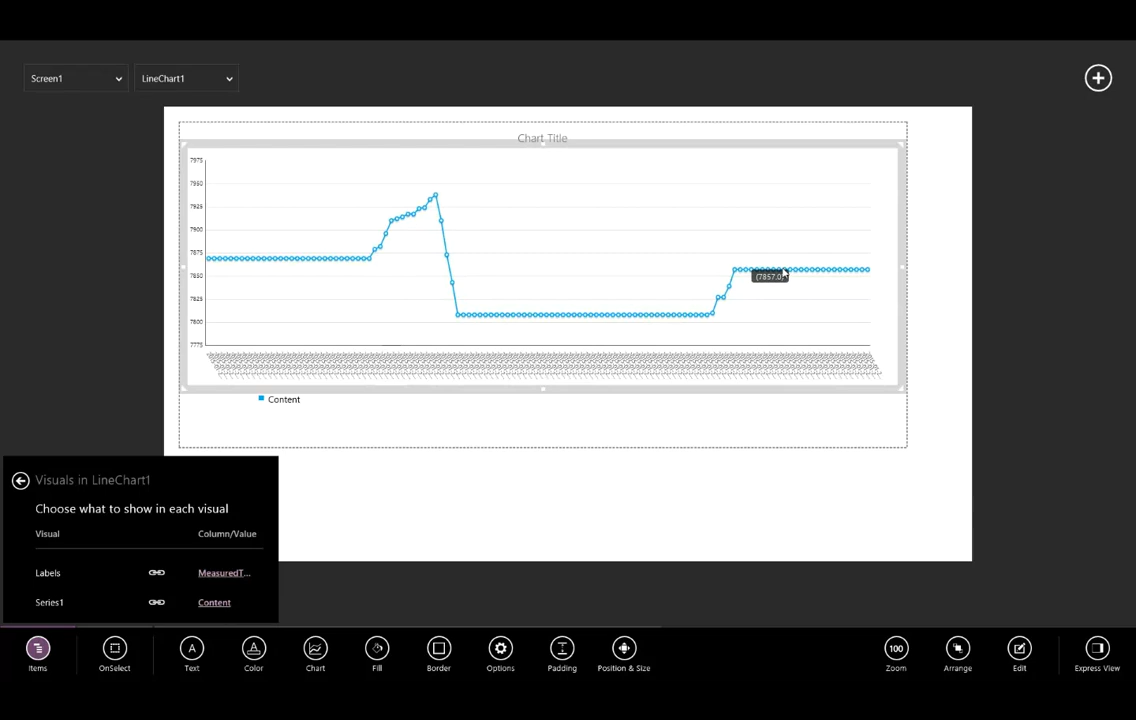 Screen1
LineChart1
Chart Title
7975
7950
7925
7900
7875
7850
7825
7800
7775
(7857.0)
Content
Visuals in LineChart1
Choose what to show in each visual
Visual Column/Value
Labels MeasuredT...
Series1 Content
Items
OnSelect
A
Text
Color
Chart
Fill
Border
Options
Padding
Position & Size
100
Zoom
Arrange
Edit
Express View